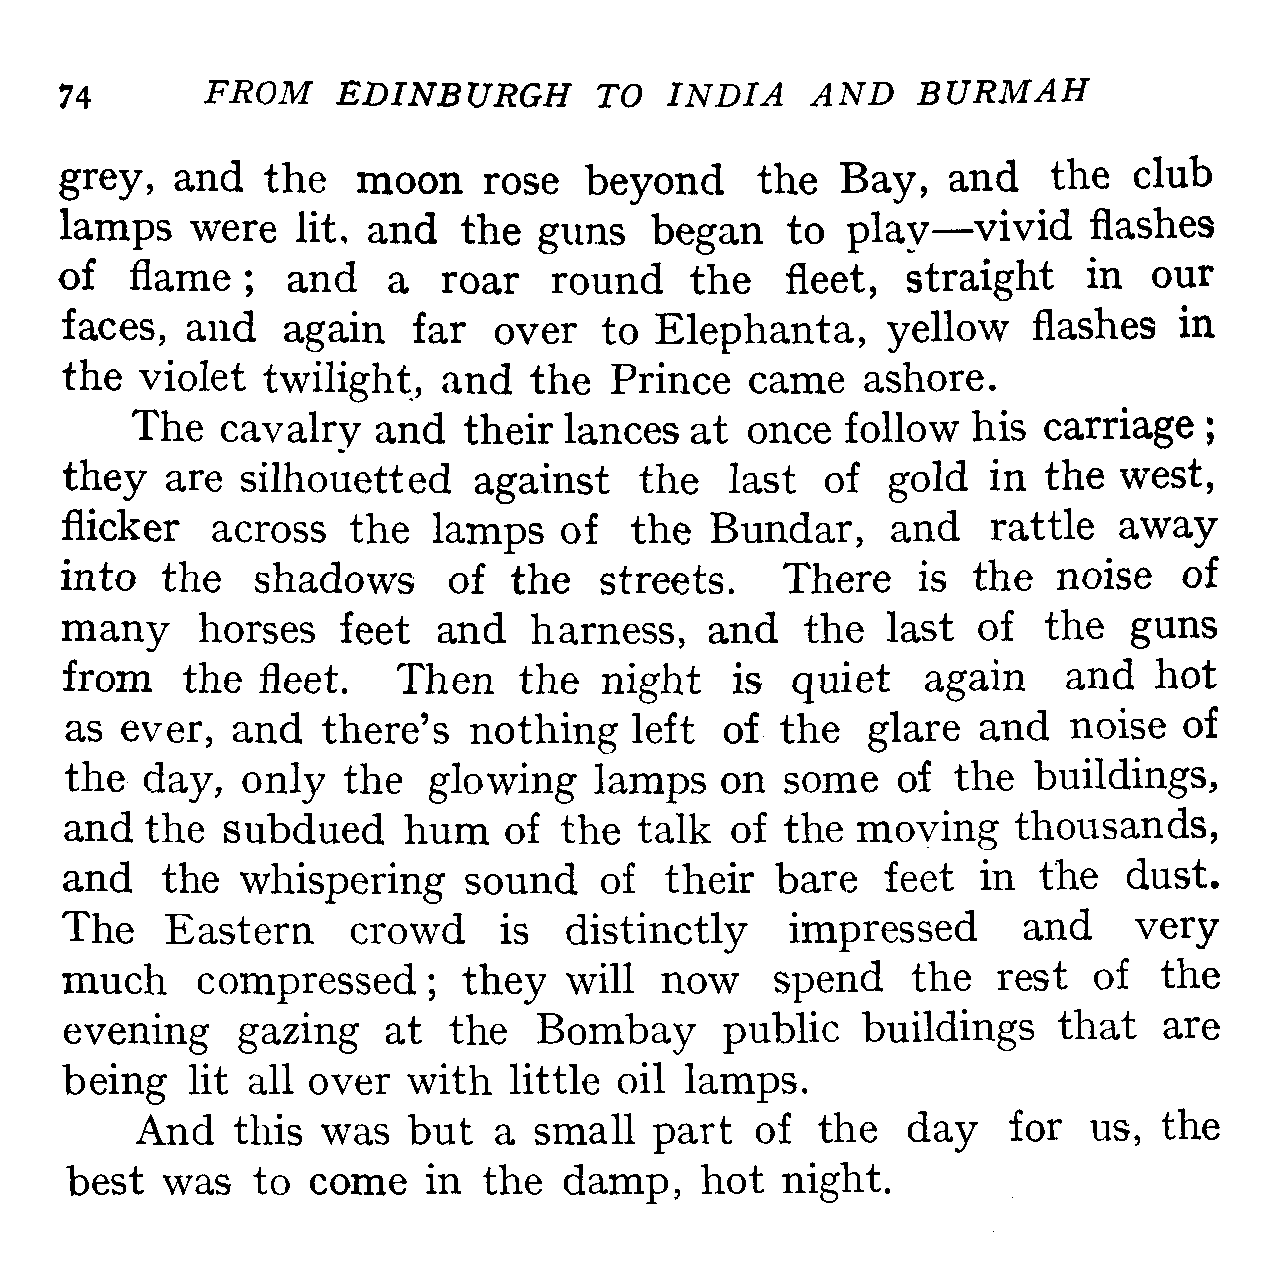 74 FROM EDINBURGH TO INDIA AND BURMAH
grey, and the moon rose beyond the Bay, and the club
lamps were lit, and the guns began to play—vivid flashes
of flame; and a roar round the fleet, straight in our
faces, and again far over to Elephanta, yellow flashes in
the violet twilight, and the Prince came ashore.
The cavalry and their lances at once follow his carriage;
they are silhouetted against the last of gold in the west,
flicker across the lamps of the Bundar, and rattle away
into the shadows of the streets. There is the noise of
many horses feet and harness, and the last of the guns
from the fleet. Then the night is quiet again and hot
as ever, and there's nothing left of the glare and noise of
the day, only the glowing lamps on some of the buildings,
and the subdued hum of the talk of the moving thousands,
and the whispering sound of their bare feet in the dust.
The Eastern crowd is distinctly impressed and very
much compressed; they will now spend the rest of the
evening gazing at the Bombay public buildings that are
being lit all over with little oil lamps.
And this was but a small part of the day for us, the
best was to come in the damp, hot night.